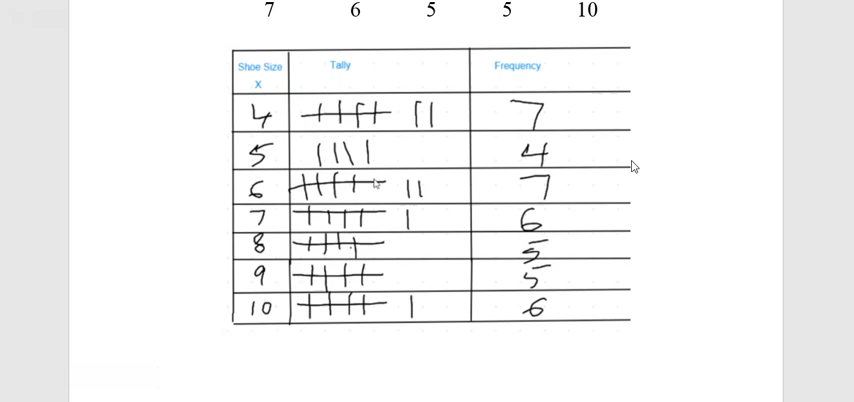 7 6 5 5 10
Shoe Size X Tally Frequency
4 𝍸 || 7
5 |||| 4
6 𝍸 || 7
7 𝍸 | 6
8 𝍸 5
9 𝍸 5
10 𝍸 | 6